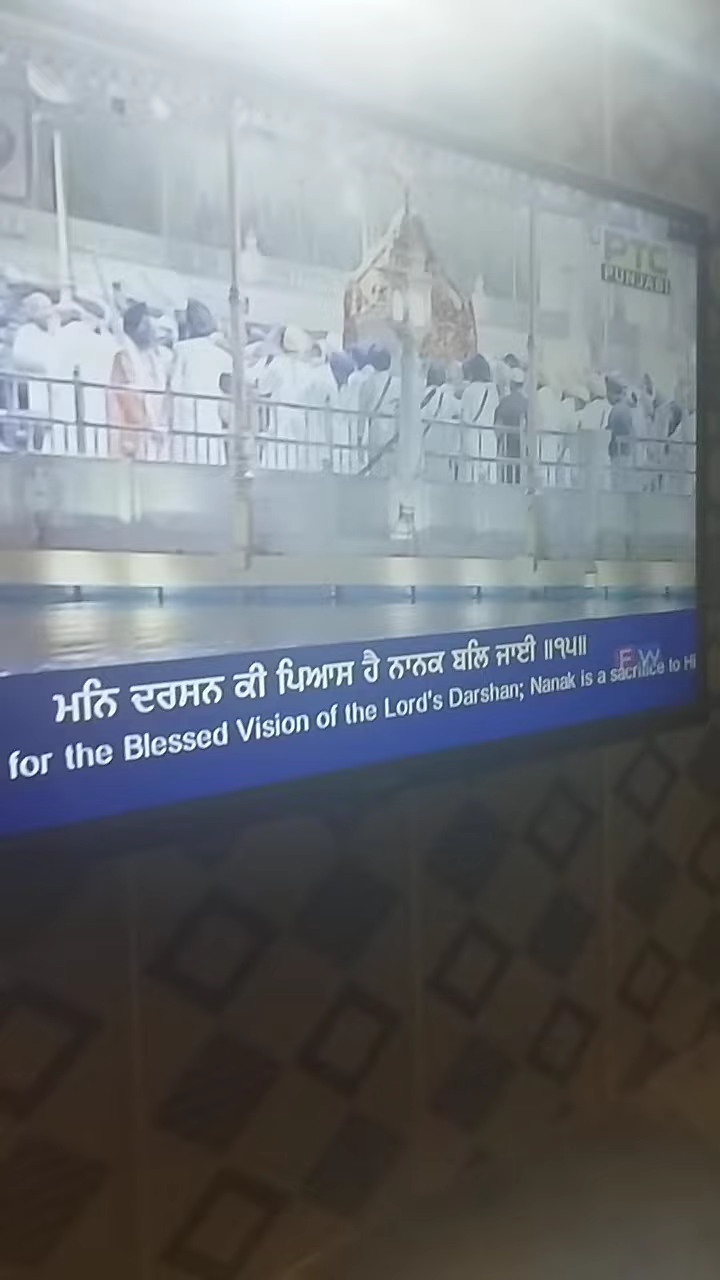 PTC
PUNJABI
ਮਨਿ ਦਰਸਨ ਕੀ ਪਿਆਸ ਹੈ ਨਾਨਕ ਬਲਿ ਜਾਈ ॥੧੫॥
for the Blessed Vision of the Lord's Darshan; Nanak is a sacrifice to Hi